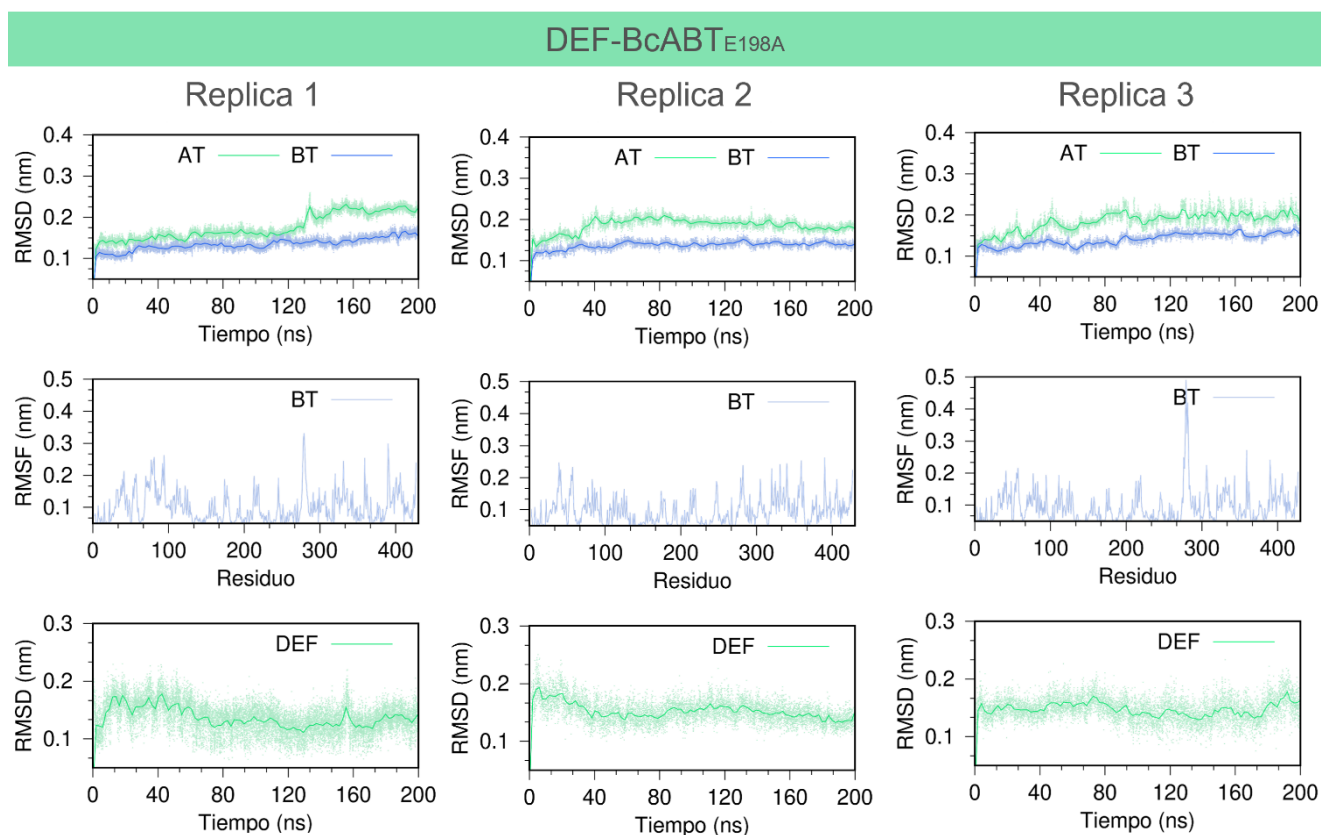 DEF-BcABTE198A
Replica 1 Replica 2 Replica 3
RMSD (nm)
0.4
0.3
0.2
0.1
AT BT
0 40 80 120 160 200
Tiempo (ns)
RMSD (nm)
0.4
0.3
0.2
0.1
AT BT
0 40 80 120 160 200
Tiempo (ns)
RMSD (nm)
0.4
0.3
0.2
0.1
AT BT
0 40 80 120 160 200
Tiempo (ns)
RMSF (nm)
0.5
0.4
0.3
0.2
0.1
BT
0 100 200 300 400
Residuo
RMSF (nm)
0.5
0.4
0.3
0.2
0.1
BT
0 100 200 300 400
Residuo
RMSF (nm)
0.5
0.4
0.3
0.2
0.1
BT
0 100 200 300 400
Residuo
RMSD (nm)
0.3
0.2
0.1
DEF
0 40 80 120 160 200
Tiempo (ns)
RMSD (nm)
0.3
0.2
0.1
DEF
0 40 80 120 160 200
Tiempo (ns)
RMSD (nm)
0.3
0.2
0.1
DEF
0 40 80 120 160 200
Tiempo (ns)